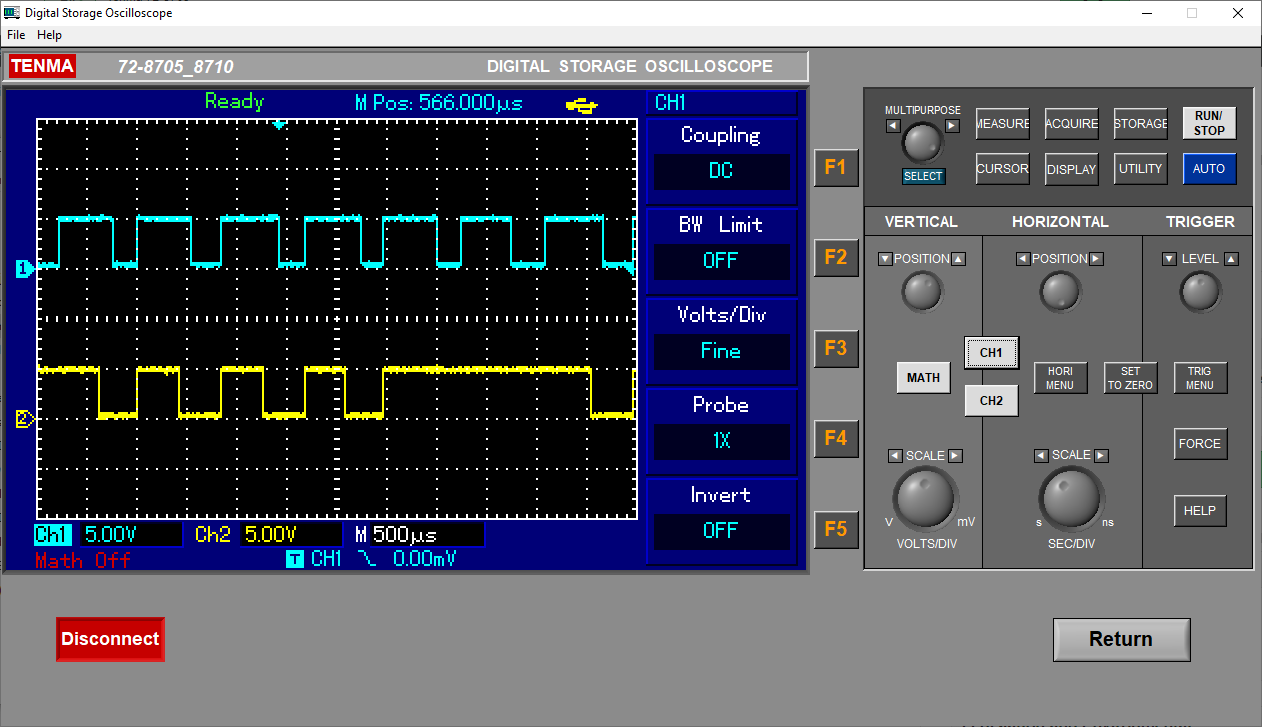 Digital Storage Oscilloscope
File Help
TENMA 72-8705_8710 DIGITAL STORAGE OSCILLOSCOPE
Ready M Pos: 566.000μs CH1
Coupling
DC
BW Limit
OFF
Volts/Div
Fine
Probe
1X
Invert
OFF
1
2
Ch1 5.00V Ch2 5.00V M 500μs
Math Off T CH1 0.00mV
F1
F2
F3
F4
F5
MULTIPURPOSE
SELECT
MEASURE ACQUIRE STORAGE RUN/
STOP
CURSOR DISPLAY UTILITY AUTO
VERTICAL HORIZONTAL TRIGGER
POSITION POSITION LEVEL
CH1
MATH
CH2
HORI
MENU
SET
TO ZERO
TRIG
MENU
FORCE
SCALE SCALE
V mV s ns
HELP
VOLTS/DIV SEC/DIV
Disconnect Return